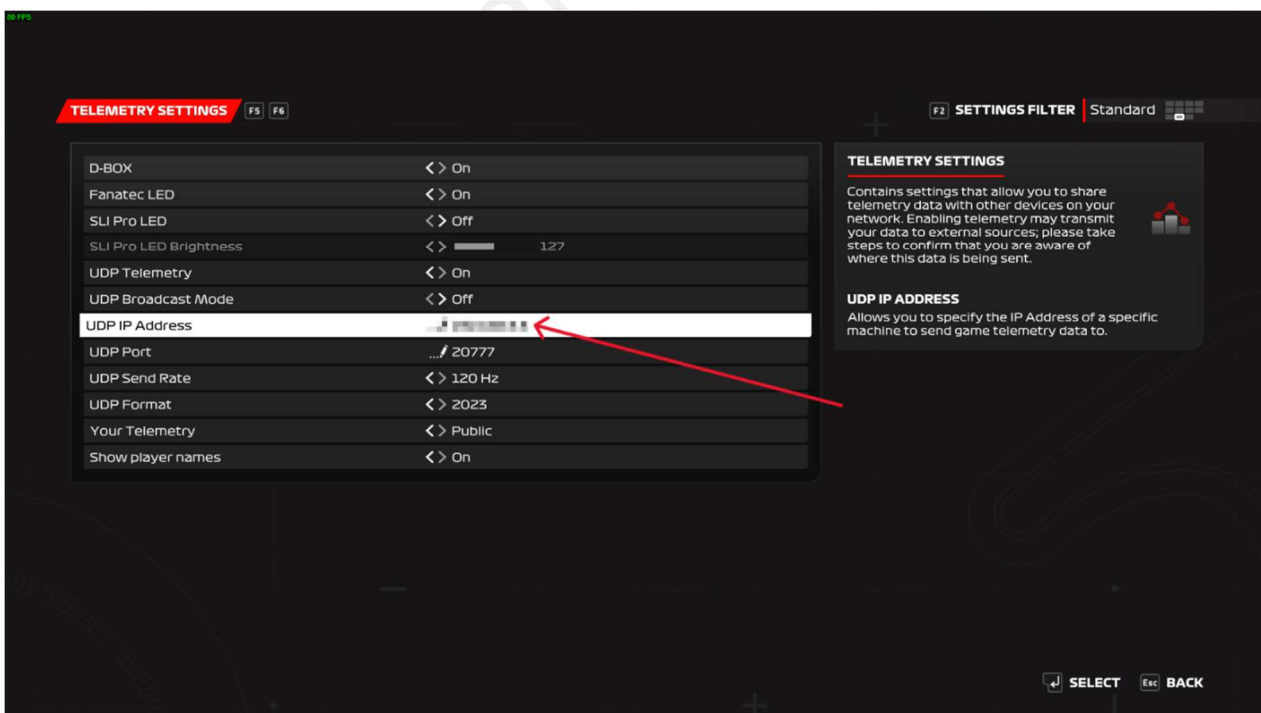 80 FPS
TELEMETRY SETTINGS F5 F6
F2 SETTINGS FILTER Standard
D-BOX On
Fanatec LED On
SLI Pro LED Off
SLI Pro LED Brightness 127
UDP Telemetry On
UDP Broadcast Mode Off
UDP IP Address
UDP Port ... 20777
UDP Send Rate 120 Hz
UDP Format 2023
Your Telemetry Public
Show player names On
TELEMETRY SETTINGS
Contains settings that allow you to share
telemetry data with other devices on your
network. Enabling telemetry may transmit
your data to external sources; please take
steps to confirm that you are aware of
where this data is being sent.
UDP IP ADDRESS
Allows you to specify the IP Address of a specific
machine to send game telemetry data to.
SELECT Esc BACK